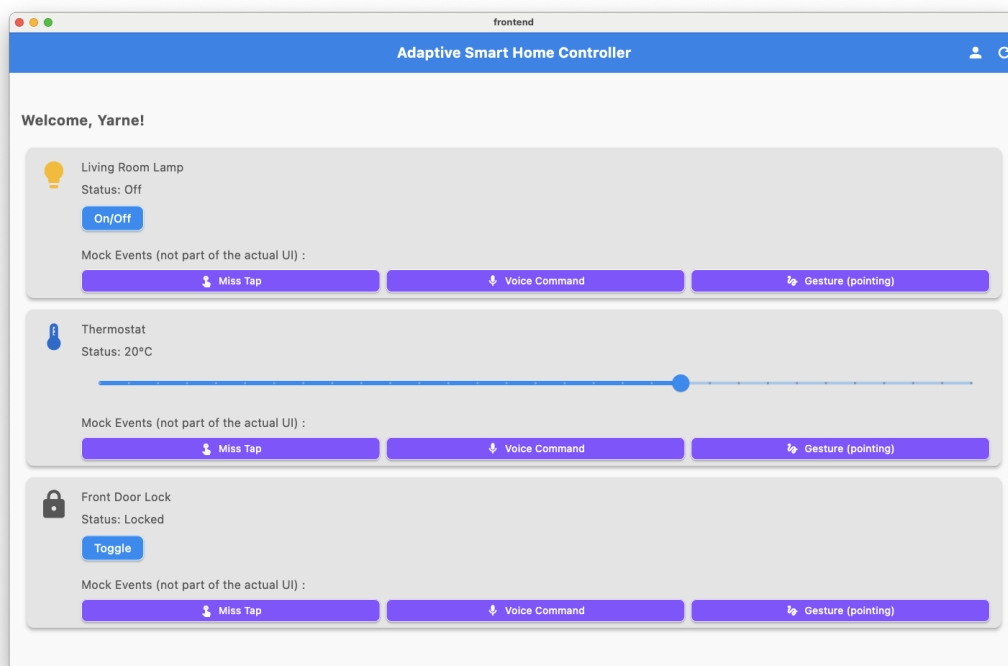 frontend
Adaptive Smart Home Controller
Welcome, Yarne!
Living Room Lamp
Status: Off
On/Off
Mock Events (not part of the actual UI) :
Miss Tap Voice Command Gesture (pointing)
Thermostat
Status: 20°C
Mock Events (not part of the actual UI) :
Miss Tap Voice Command Gesture (pointing)
Front Door Lock
Status: Locked
Toggle
Mock Events (not part of the actual UI) :
Miss Tap Voice Command Gesture (pointing)